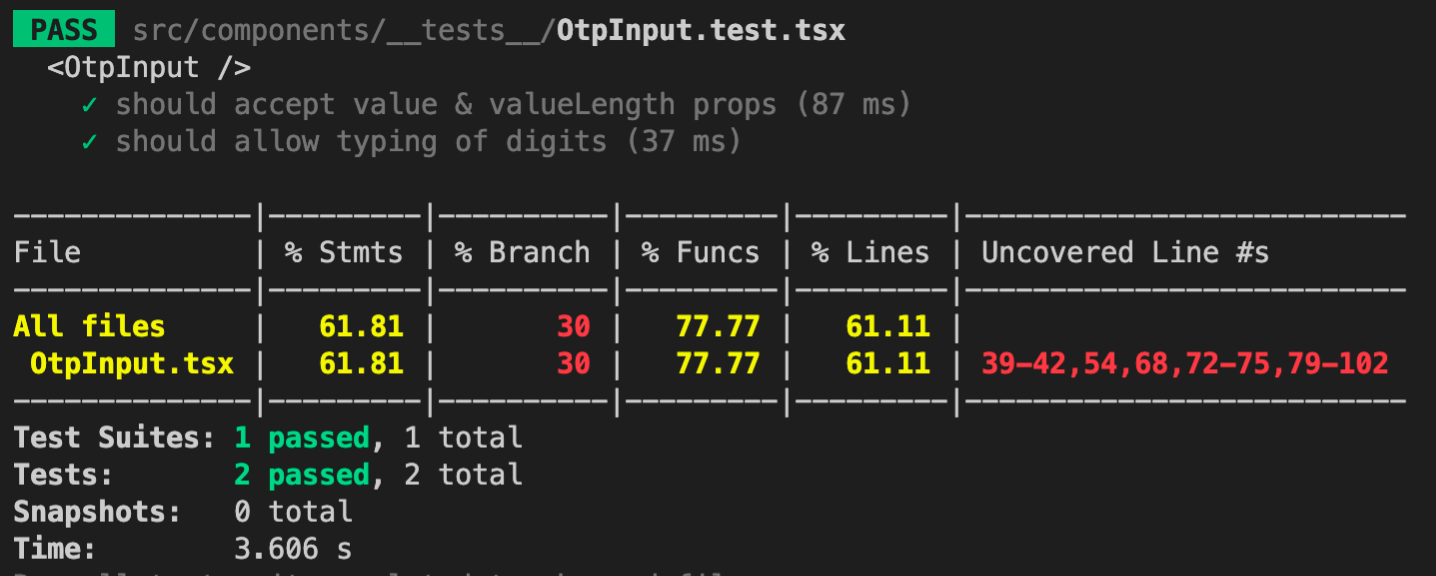 PASS src/components/__tests__/OtpInput.test.tsx
<OtpInput />
✓ should accept value & valueLength props (87 ms)
✓ should allow typing of digits (37 ms)
--------------|---------|----------|---------|---------|--------------------------
File | % Stmts | % Branch | % Funcs | % Lines | Uncovered Line #s
--------------|---------|----------|---------|---------|--------------------------
All files | 61.81 | 30 | 77.77 | 61.11 |
OtpInput.tsx | 61.81 | 30 | 77.77 | 61.11 | 39-42,54,68,72-75,79-102
--------------|---------|----------|---------|---------|--------------------------
Test Suites: 1 passed, 1 total
Tests: 2 passed, 2 total
Snapshots: 0 total
Time: 3.606 s